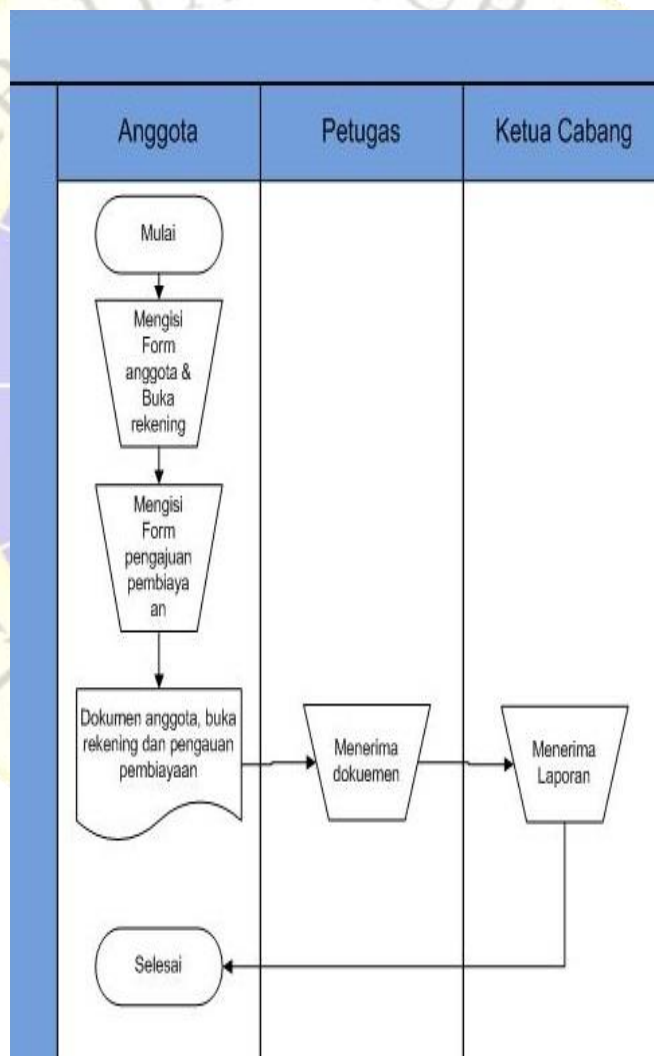 Anggota
Petugas
Ketua Cabang
Mulai
Mengisi
Form
anggota &
Buka
rekening
Mengisi
Form
pengajuan
pembiaya
an
Dokumen anggota, buka
rekening dan pengauan
pembiayaan
Menerima
dokuemen
Menerima
Laporan
Selesai